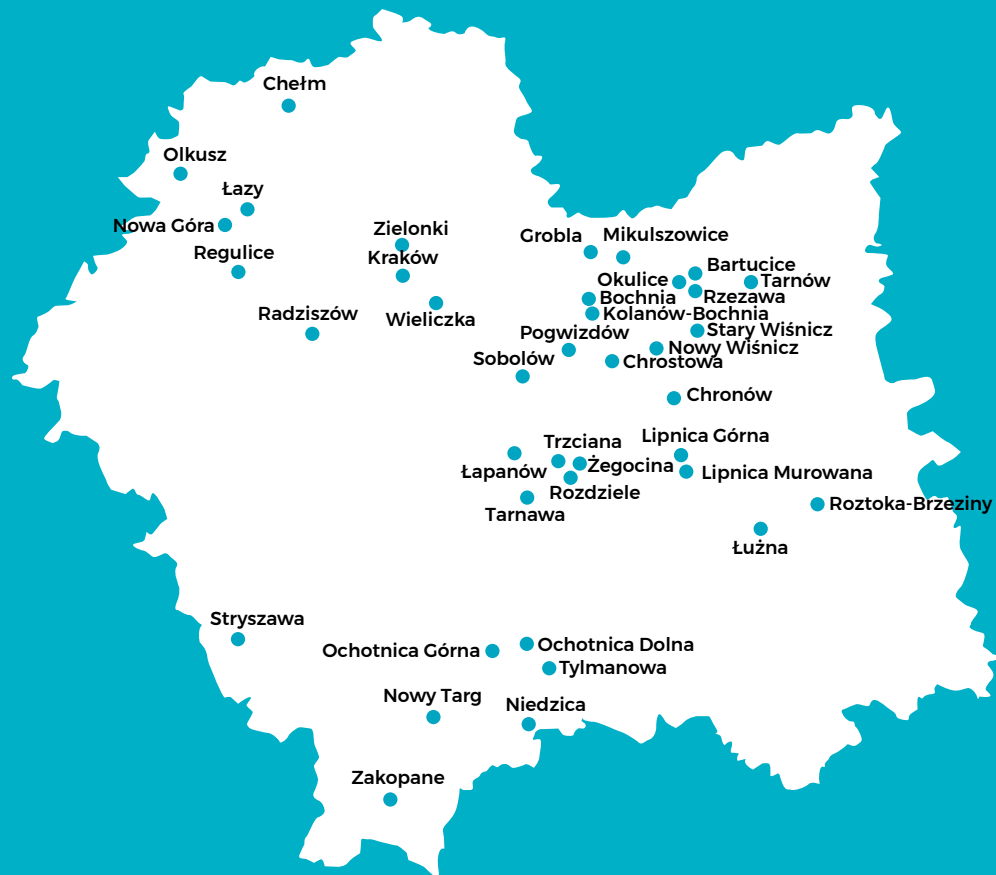 Chełm
Olkusz
Łazy
Nowa Góra
Zielonki
Grobla
Mikulszowice
Regulice
Kraków
Bartucice
Okulice
Tarnów
Bochnia
Rzezawa
Radziszów
Wieliczka
Kolanów-Bochnia
Pogwizdów
Stary Wiśnicz
Nowy Wiśnicz
Sobolów
Chrostowa
Chronów
Trzciana
Lipnica Górna
Łapanów
Żegocina
Lipnica Murowana
Rozdziele
Roztoka-Brzeziny
Tarnawa
Łużna
Stryszawa
Ochotnica Górna
Ochotnica Dolna
Tylmanowa
Nowy Targ
Niedzica
Zakopane